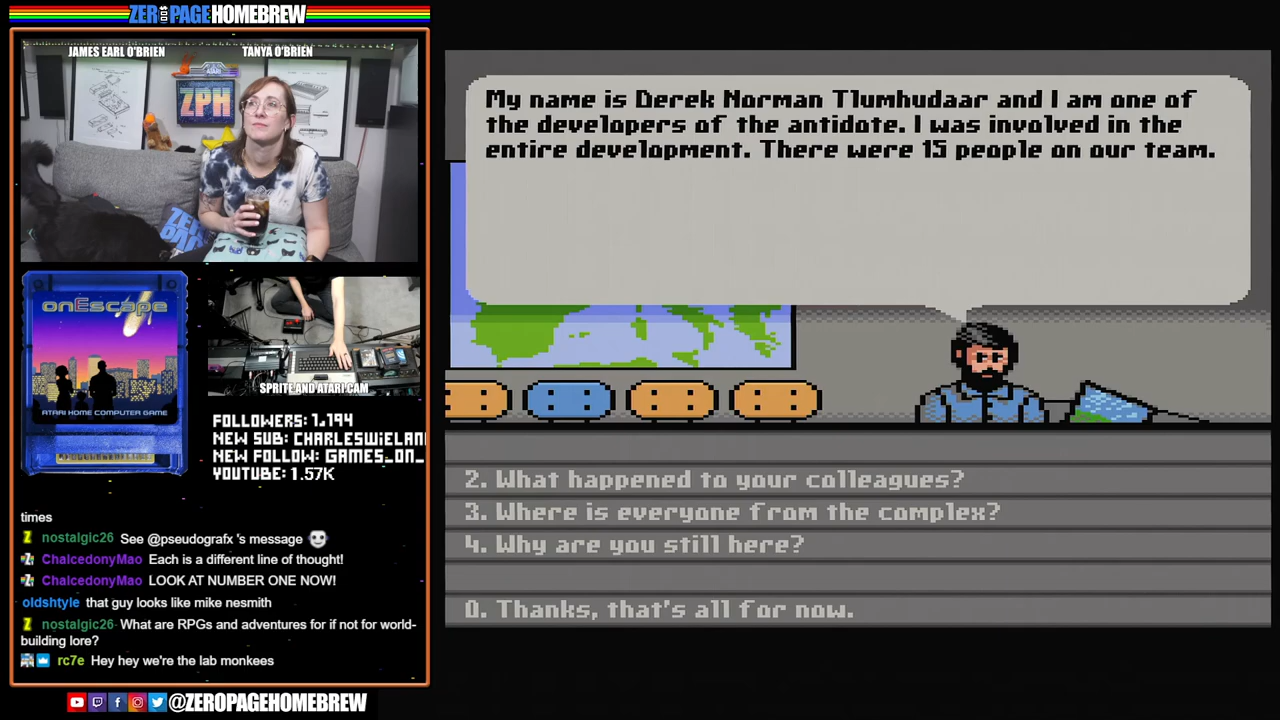 ZEROPAGE HOMEBREW
JAMES EARL O'BRIEN
TANYA O'BRIEN
ZPH
onEscape
ATARI HOME COMPUTER GAME
SPRITE AND ATARI CAM
FOLLOWERS: 1,194
NEW SUB: CHARLESWIELAN
NEW FOLLOW: GAMES_ON_
YOUTUBE: 1.57K
times
nostalgic26 See @pseudografx 's message
ChalcedonyMao Each is a different line of thought!
ChalcedonyMao LOOK AT NUMBER ONE NOW!
oldshtyle that guy looks like mike nesmith
nostalgic26 What are RPGs and adventures for if not for world-
building lore?
rc7e Hey hey we're the lab monkees
@ZEROPAGEHOMEBREW
My name is Derek Norman Tlumhudaar and I am one of
the developers of the antidote. I was involved in the
entire development. There were 15 people on our team.
2. What happened to your colleagues?
3. Where is everyone from the complex?
4. Why are you still here?
0. Thanks, that's all for now.